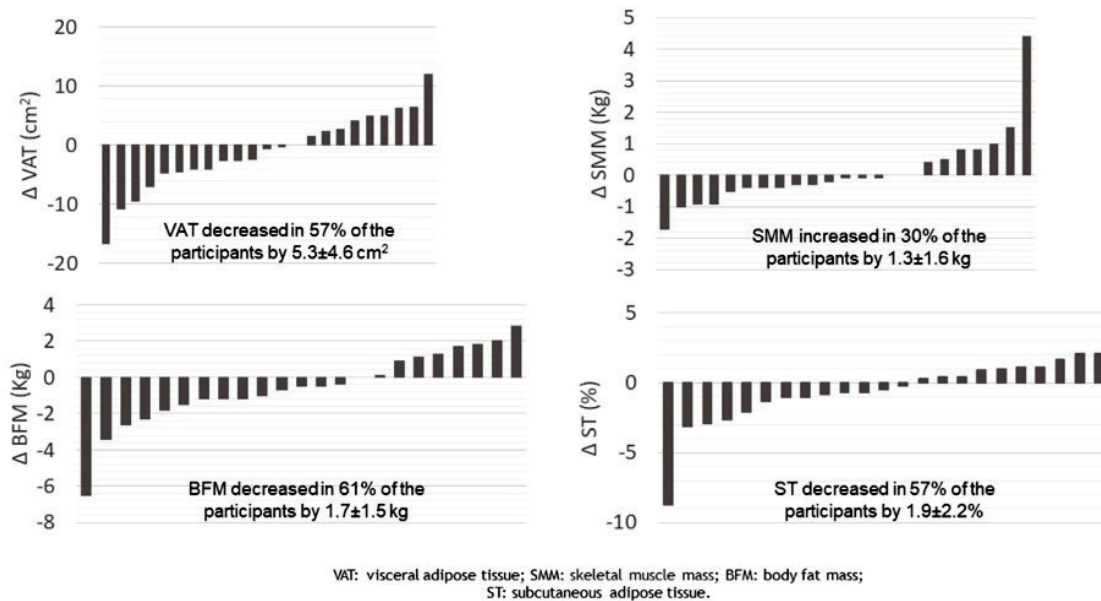 20
10
0
-10
-20
Δ VAT (cm²)
VAT decreased in 57% of the
participants by 5.3±4.6 cm²
5
4
3
2
1
0
-1
-2
-3
Δ SMM (Kg)
SMM increased in 30% of the
participants by 1.3±1.6 kg
4
2
0
-2
-4
-6
-8
Δ BFM (Kg)
BFM decreased in 61% of the
participants by 1.7±1.5 kg
5
0
-5
-10
Δ ST (%)
ST decreased in 57% of the
participants by 1.9±2.2%
VAT: visceral adipose tissue; SMM: skeletal muscle mass; BFM: body fat mass;
ST: subcutaneous adipose tissue.